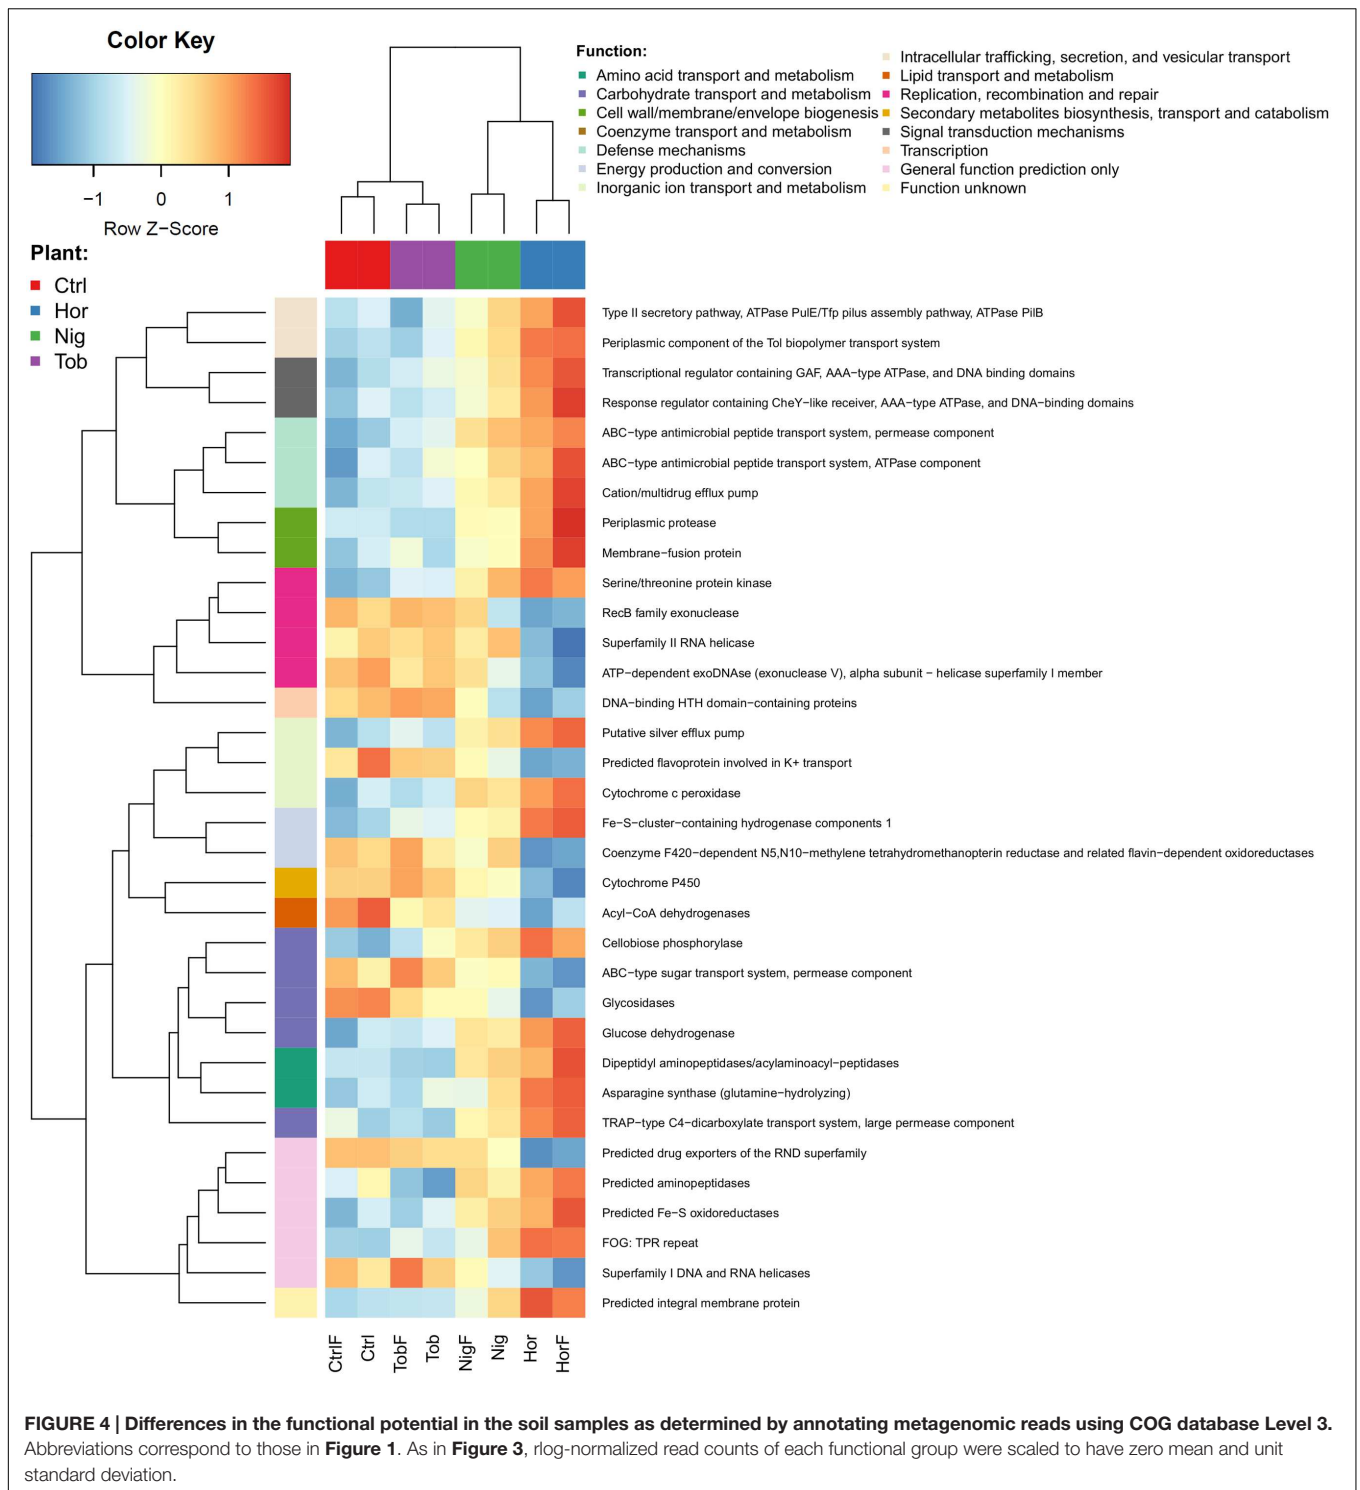 Color Key
−1 0 1
Row Z−Score
Function:
Amino acid transport and metabolism
Carbohydrate transport and metabolism
Cell wall/membrane/envelope biogenesis
Coenzyme transport and metabolism
Defense mechanisms
Energy production and conversion
Inorganic ion transport and metabolism
Intracellular trafficking, secretion, and vesicular transport
Lipid transport and metabolism
Replication, recombination and repair
Secondary metabolites biosynthesis, transport and catabolism
Signal transduction mechanisms
Transcription
General function prediction only
Function unknown
Plant:
Ctrl
Hor
Nig
Tob
Type II secretory pathway, ATPase PulE/Tfp pilus assembly pathway, ATPase PilB
Periplasmic component of the Tol biopolymer transport system
Transcriptional regulator containing GAF, AAA−type ATPase, and DNA binding domains
Response regulator containing CheY−like receiver, AAA−type ATPase, and DNA−binding domains
ABC−type antimicrobial peptide transport system, permease component
ABC−type antimicrobial peptide transport system, ATPase component
Cation/multidrug efflux pump
Periplasmic protease
Membrane−fusion protein
Serine/threonine protein kinase
RecB family exonuclease
Superfamily II RNA helicase
ATP−dependent exoDNAse (exonuclease V), alpha subunit − helicase superfamily I member
DNA−binding HTH domain−containing proteins
Putative silver efflux pump
Predicted flavoprotein involved in K+ transport
Cytochrome c peroxidase
Fe−S−cluster−containing hydrogenase components 1
Coenzyme F420−dependent N5,N10−methylene tetrahydromethanopterin reductase and related flavin−dependent oxidoreductases
Cytochrome P450
Acyl−CoA dehydrogenases
Cellobiose phosphorylase
ABC−type sugar transport system, permease component
Glycosidases
Glucose dehydrogenase
Dipeptidyl aminopeptidases/acylaminoacyl−peptidases
Asparagine synthase (glutamine−hydrolyzing)
TRAP−type C4−dicarboxylate transport system, large permease component
Predicted drug exporters of the RND superfamily
Predicted aminopeptidases
Predicted Fe−S oxidoreductases
FOG: TPR repeat
Superfamily I DNA and RNA helicases
Predicted integral membrane protein
CtrlF
Ctrl
TobF
Tob
NigF
Nig
Hor
HorF
FIGURE 4 | Differences in the functional potential in the soil samples as determined by annotating metagenomic reads using COG database Level 3.
Abbreviations correspond to those in Figure 1. As in Figure 3, rlog-normalized read counts of each functional group were scaled to have zero mean and unit
standard deviation.